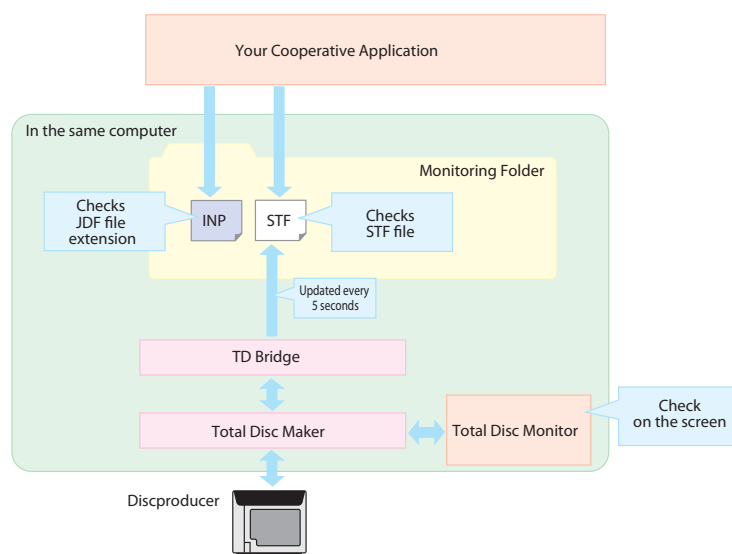 Your Cooperative Application
In the same computer
Monitoring Folder
Checks
JDF file
extension
INP
STF
Checks
STF file
Updated every
5 seconds
TD Bridge
Total Disc Maker
Total Disc Monitor
Check
on the screen
Discproducer